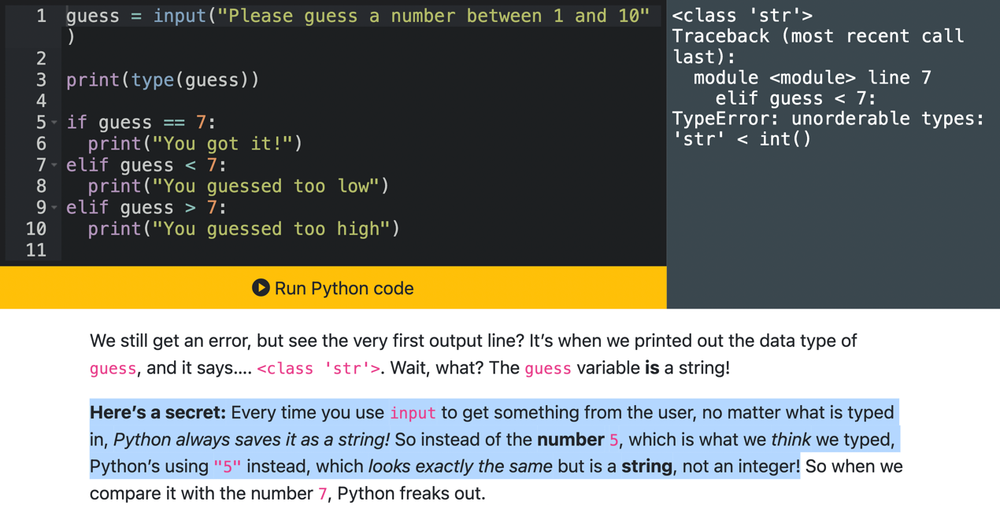 1 guess = input("Please guess a number between 1 and 10"
)
2
3 print(type(guess))
4
5 if guess == 7:
6   print("You got it!")
7 elif guess < 7:
8   print("You guessed too low")
9 elif guess > 7:
10   print("You guessed too high")
11
Run Python code
<class 'str'>
Traceback (most recent call
last):
  module <module> line 7
    elif guess < 7:
TypeError: unorderable types:
'str' < int()
We still get an error, but see the very first output line? It’s when we printed out the data type of
guess, and it says.... <class 'str'>. Wait, what? The guess variable is a string!
Here’s a secret: Every time you use input to get something from the user, no matter what is typed
in, Python always saves it as a string! So instead of the number 5, which is what we think we typed,
Python’s using "5" instead, which looks exactly the same but is a string, not an integer! So when we
compare it with the number 7, Python freaks out.